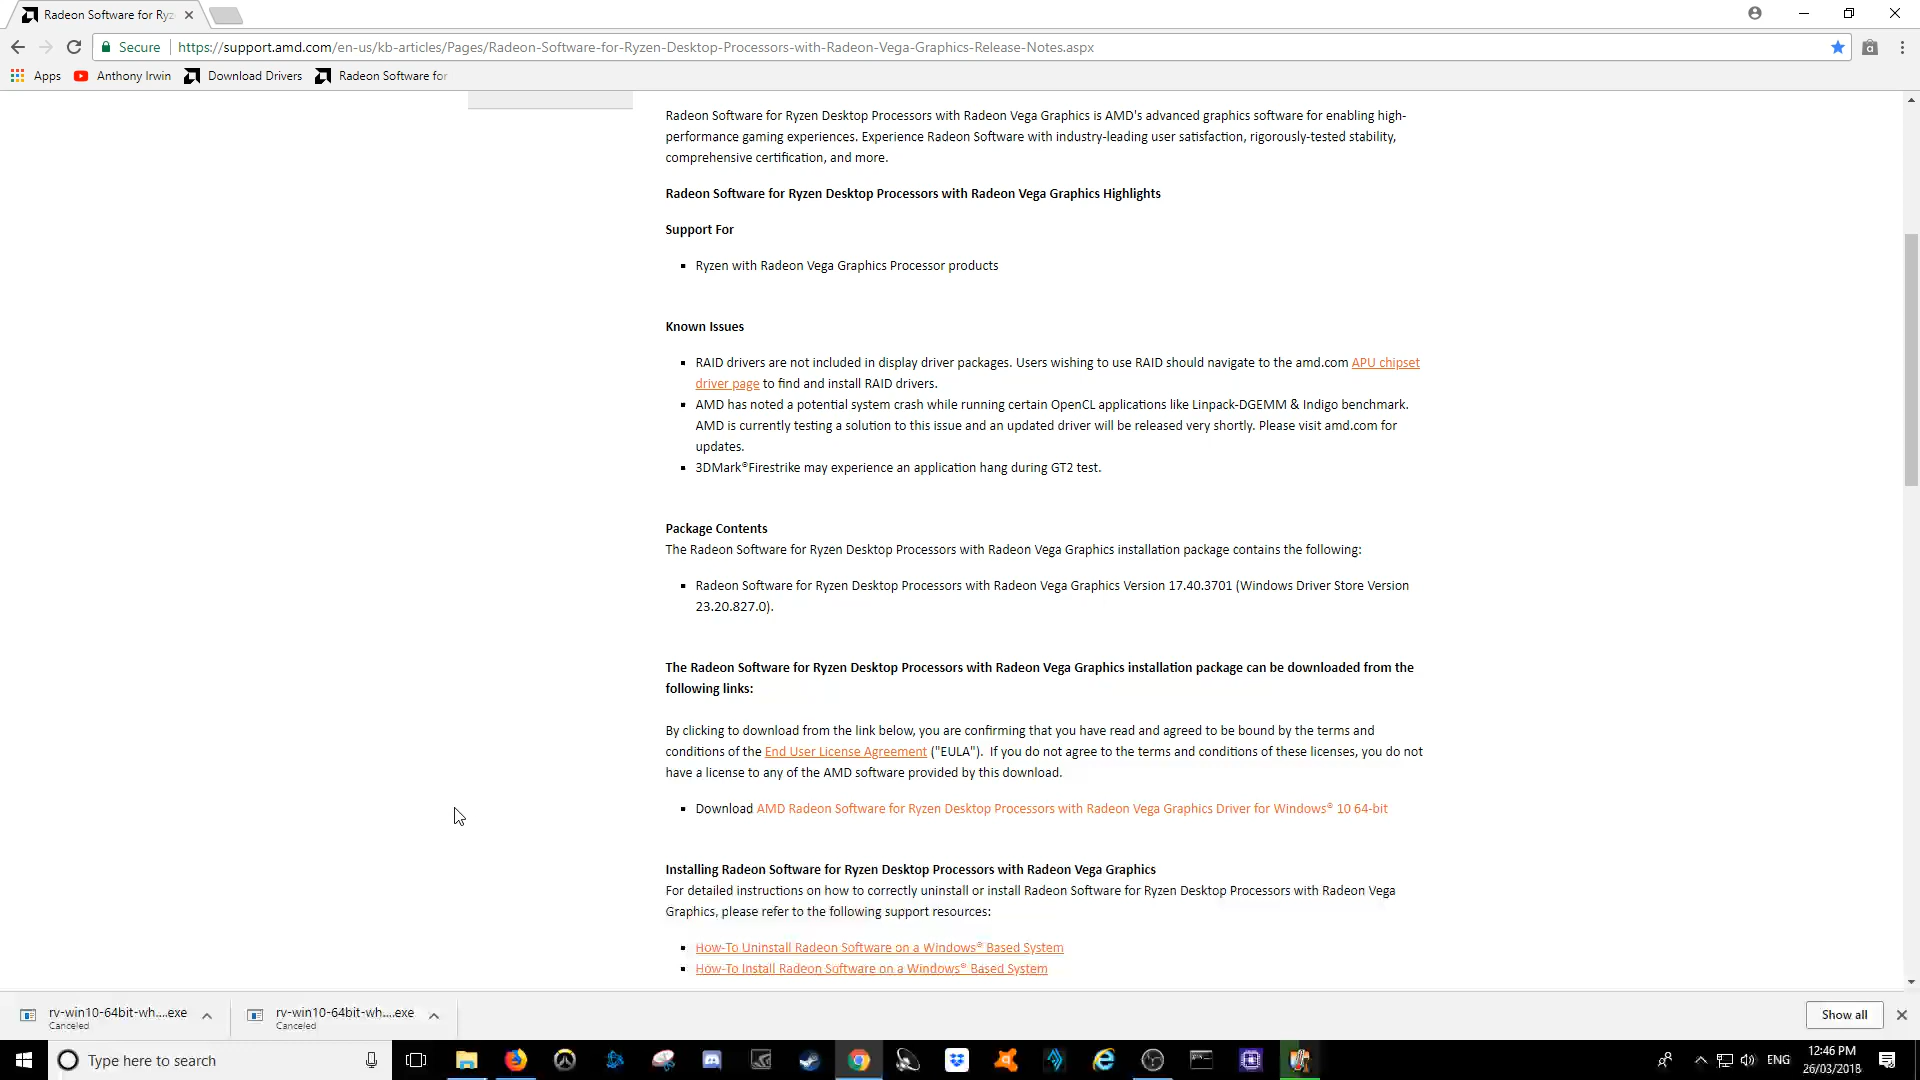 Radeon Software for Ryz
Secure
https://support.amd.com/en-us/kb-articles/Pages/Radeon-Software-for-Ryzen-Desktop-Processors-with-Radeon-Vega-Graphics-Release-Notes.aspx
Apps
Anthony Irwin
Download Drivers
Radeon Software for
Radeon Software for Ryzen Desktop Processors with Radeon Vega Graphics is AMD's advanced graphics software for enabling high-
performance gaming experiences. Experience Radeon Software with industry-leading user satisfaction, rigorously-tested stability,
comprehensive certification, and more.
Radeon Software for Ryzen Desktop Processors with Radeon Vega Graphics Highlights
Support For
▪ Ryzen with Radeon Vega Graphics Processor products
Known Issues
▪ RAID drivers are not included in display driver packages. Users wishing to use RAID should navigate to the amd.com APU chipset
driver page to find and install RAID drivers.
▪ AMD has noted a potential system crash while running certain OpenCL applications like Linpack-DGEMM & Indigo benchmark.
AMD is currently testing a solution to this issue and an updated driver will be released very shortly. Please visit amd.com for
updates.
▪ 3DMark®Firestrike may experience an application hang during GT2 test.
Package Contents
The Radeon Software for Ryzen Desktop Processors with Radeon Vega Graphics installation package contains the following:
▪ Radeon Software for Ryzen Desktop Processors with Radeon Vega Graphics Version 17.40.3701 (Windows Driver Store Version
23.20.827.0).
The Radeon Software for Ryzen Desktop Processors with Radeon Vega Graphics installation package can be downloaded from the
following links:
By clicking to download from the link below, you are confirming that you have read and agreed to be bound by the terms and
conditions of the End User License Agreement ("EULA").  If you do not agree to the terms and conditions of these licenses, you do not
have a license to any of the AMD software provided by this download.
▪ Download AMD Radeon Software for Ryzen Desktop Processors with Radeon Vega Graphics Driver for Windows® 10 64-bit
Installing Radeon Software for Ryzen Desktop Processors with Radeon Vega Graphics
For detailed instructions on how to correctly uninstall or install Radeon Software for Ryzen Desktop Processors with Radeon Vega
Graphics, please refer to the following support resources:
▪ How-To Uninstall Radeon Software on a Windows® Based System
▪ How-To Install Radeon Software on a Windows® Based System
rv-win10-64bit-wh....exe
Canceled
rv-win10-64bit-wh....exe
Canceled
Show all
Type here to search
ENG
12:46 PM
26/03/2018